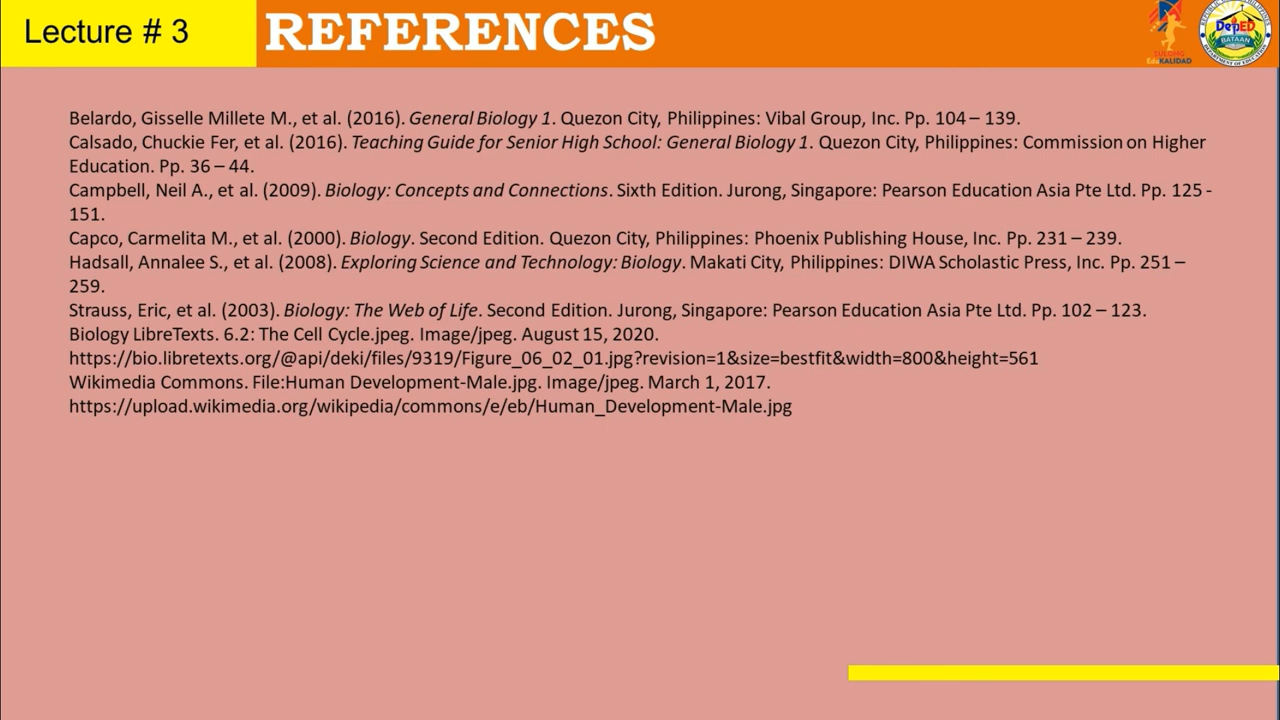 Lecture # 3
REFERENCES
SULONG
EduKALIDAD
DepED
BATAAN
DEPARTMENT OF EDUCATION
Belardo, Gisselle Millete M., et al. (2016). General Biology 1. Quezon City, Philippines: Vibal Group, Inc. Pp. 104 – 139.
Calsado, Chuckie Fer, et al. (2016). Teaching Guide for Senior High School: General Biology 1. Quezon City, Philippines: Commission on Higher
Education. Pp. 36 – 44.
Campbell, Neil A., et al. (2009). Biology: Concepts and Connections. Sixth Edition. Jurong, Singapore: Pearson Education Asia Pte Ltd. Pp. 125 -
151.
Capco, Carmelita M., et al. (2000). Biology. Second Edition. Quezon City, Philippines: Phoenix Publishing House, Inc. Pp. 231 – 239.
Hadsall, Annalee S., et al. (2008). Exploring Science and Technology: Biology. Makati City, Philippines: DIWA Scholastic Press, Inc. Pp. 251 –
259.
Strauss, Eric, et al. (2003). Biology: The Web of Life. Second Edition. Jurong, Singapore: Pearson Education Asia Pte Ltd. Pp. 102 – 123.
Biology LibreTexts. 6.2: The Cell Cycle.jpeg. Image/jpeg. August 15, 2020.
https://bio.libretexts.org/@api/deki/files/9319/Figure_06_02_01.jpg?revision=1&size=bestfit&width=800&height=561
Wikimedia Commons. File:Human Development-Male.jpg. Image/jpeg. March 1, 2017.
https://upload.wikimedia.org/wikipedia/commons/e/eb/Human_Development-Male.jpg